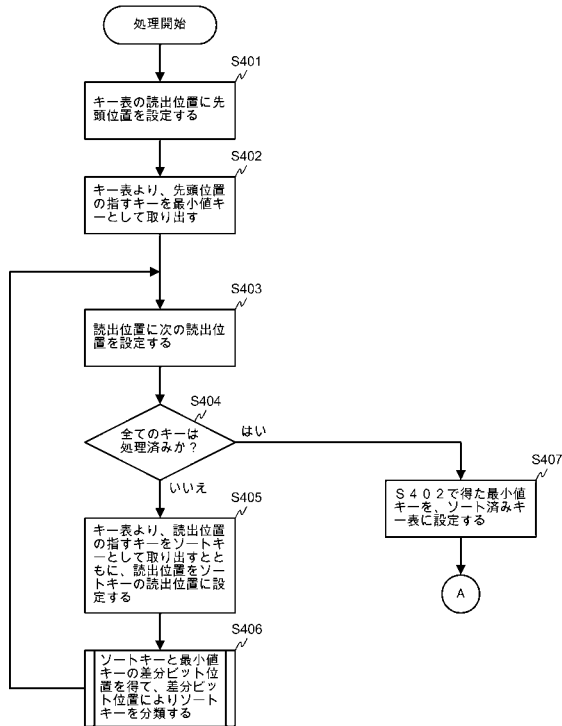 処理開始
S401
キー表の読出位置に先
頭位置を設定する
S402
キー表より、先頭位置
の指すキーを最小値キ
ーとして取り出す
S403
読出位置に次の読出位
置を設定する
S404
全てのキーは
処理済みか？
はい
いいえ
S407
Ｓ４０２で得た最小値
キーを、ソート済みキ
ー表に設定する
A
S405
キー表より、読出位置
の指すキーをソートキ
ーとして取出すとと
もに、読出位置をソー
トキーの読出位置に設
定する
S406
ソートキーと最小値
キーの差分ビット位
置を得て、差分ビッ
ト位置によりソート
キーを分類する